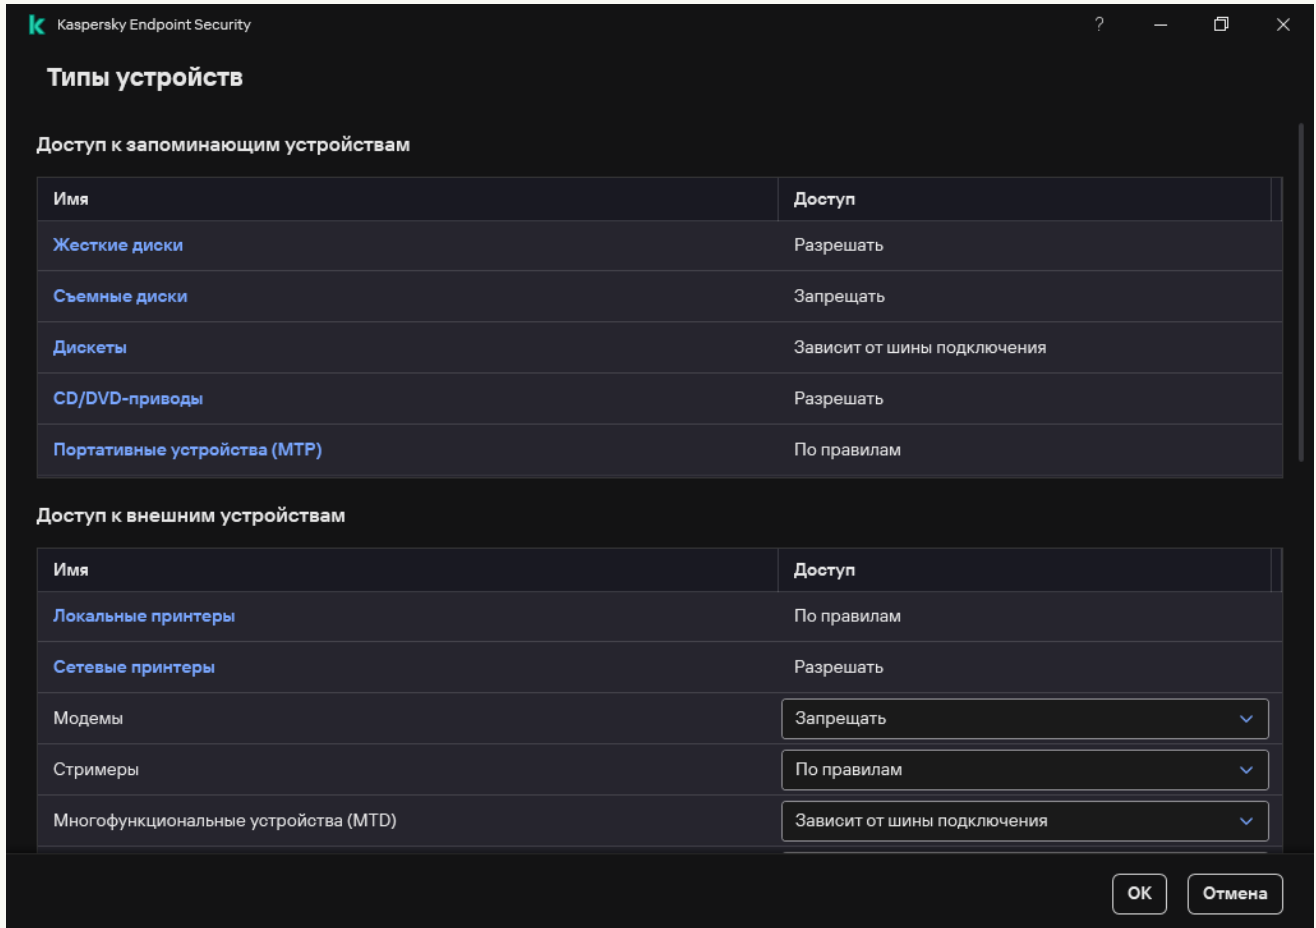 Kaspersky Endpoint Security ?
Типы устройств
Доступ к запоминающим устройствам
Имя Доступ
Жесткие диски Разрешать
Съемные диски Запрещать
Дискеты Зависит от шины подключения
CD/DVD-приводы Разрешать
Портативные устройства (MTP) По правилам
Доступ к внешним устройствам
Имя Доступ
Локальные принтеры По правилам
Сетевые принтеры Разрешать
Модемы Запрещать
Стримеры По правилам
Многофункциональные устройства (MTD) Зависит от шины подключения
ОК Отмена